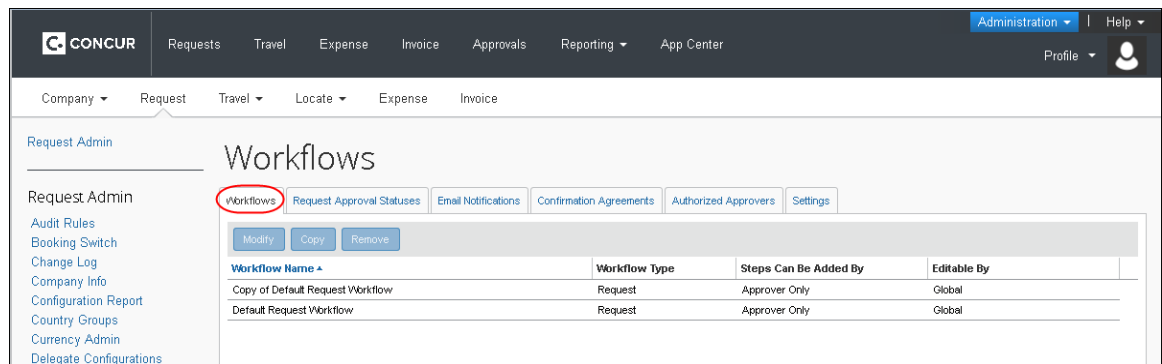 Administration | Help
C. CONCUR Requests Travel Expense Invoice Approvals Reporting App Center
Profile
Company Request Travel Locate Expense Invoice
Request Admin
Workflows
Request Admin
Workflows Request Approval Statuses Email Notifications Confirmation Agreements Authorized Approvers Settings
Audit Rules
Booking Switch
Change Log
Company Info
Configuration Report
Country Groups
Currency Admin
Delegate Configurations
Modify Copy Remove
Workflow Name Workflow Type Steps Can Be Added By Editable By
Copy of Default Request Workflow Request Approver Only Global
Default Request Workflow Request Approver Only Global